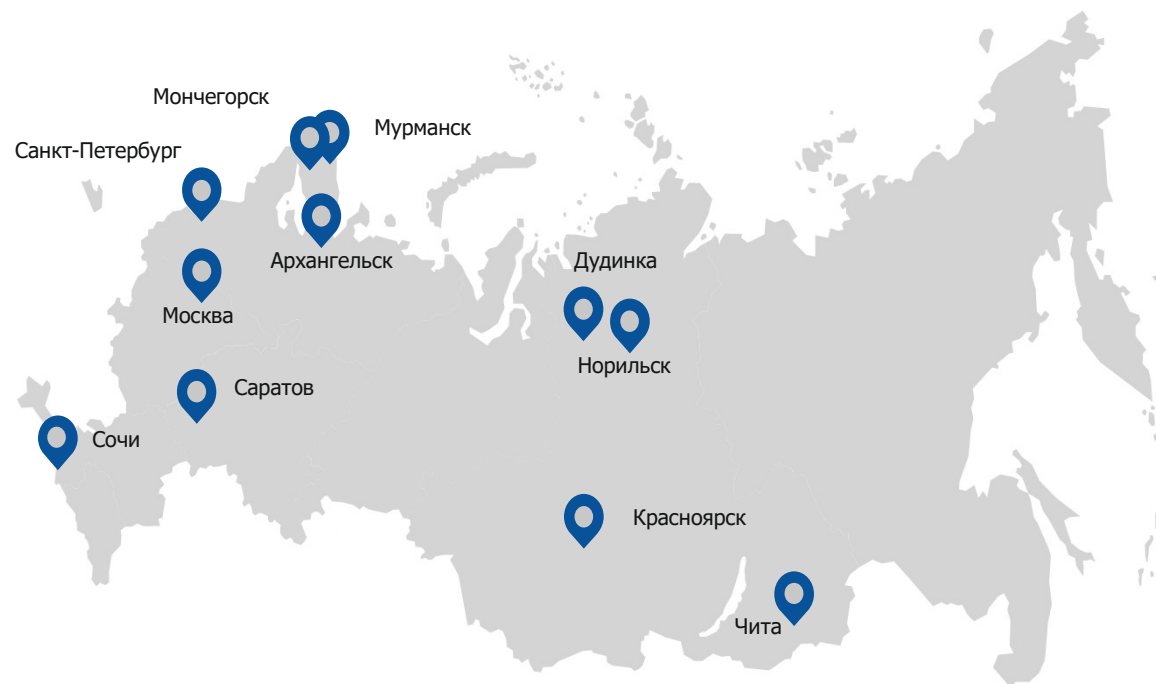 Мончегорск
Мурманск
Санкт-Петербург
Архангельск
Дудинка
Москва
Норильск
Саратов
Сочи
Красноярск
Чита